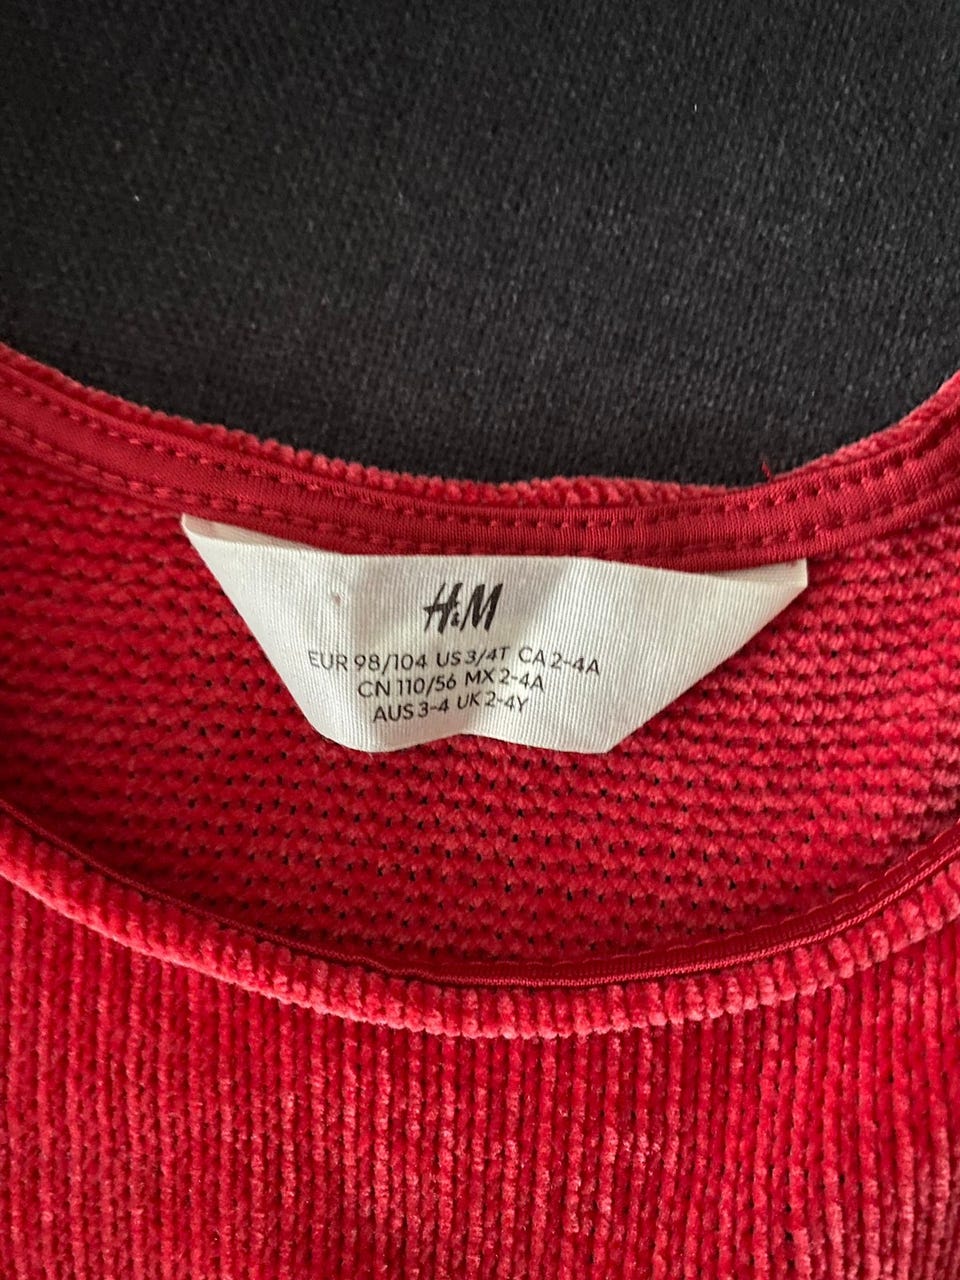 H&M
EUR 98/104 US 3/4T CA 2-4A
CN 110/56 MX 2-4A
AUS 3-4 UK 2-4Y